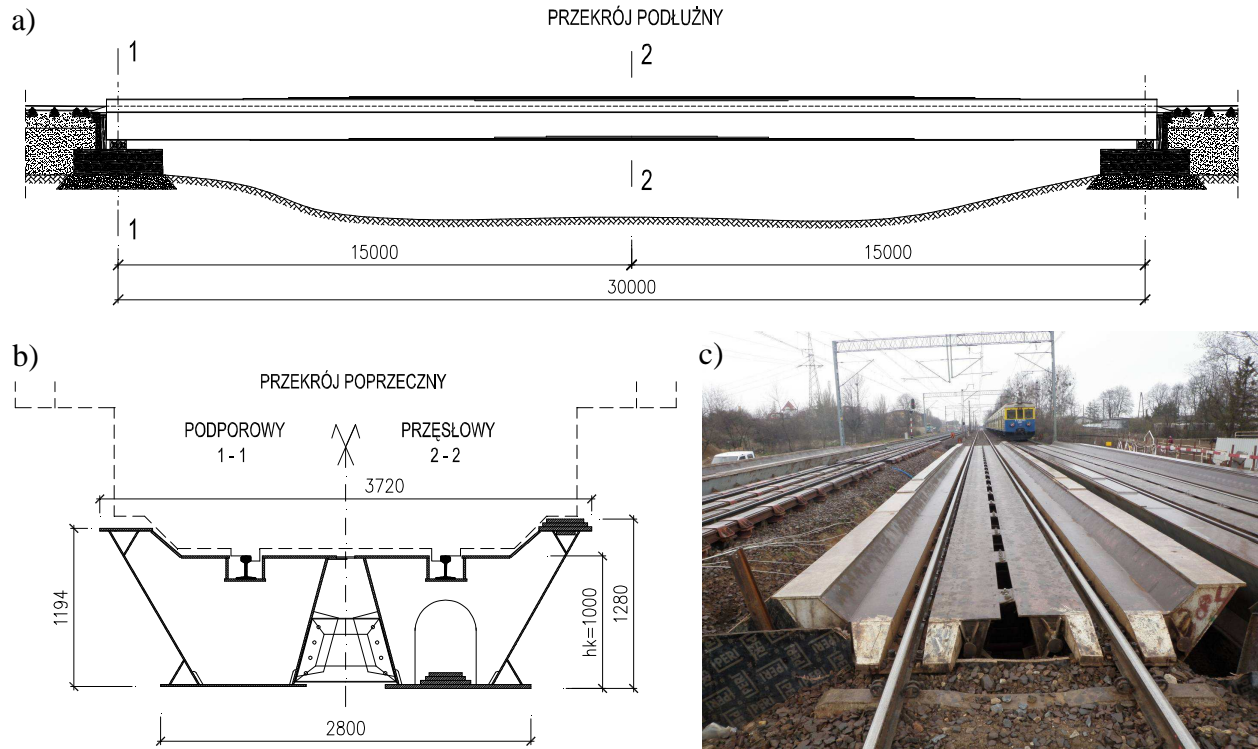 a)
PRZEKRÓJ PODŁUŻNY
1
2
2
1
15000
15000
30000
b)
PRZEKRÓJ POPRZECZNY
PODPOROWY
1 - 1
PRZĘSŁOWY
2 - 2
3720
1194
hk=1000
1280
2800
c)